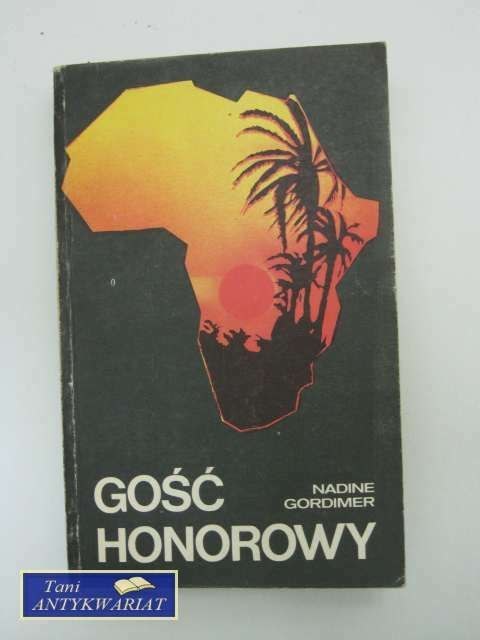 GOŚĆ
HONOROWY
NADINE
GORDIMER
Tani
ANTYKWARIAT